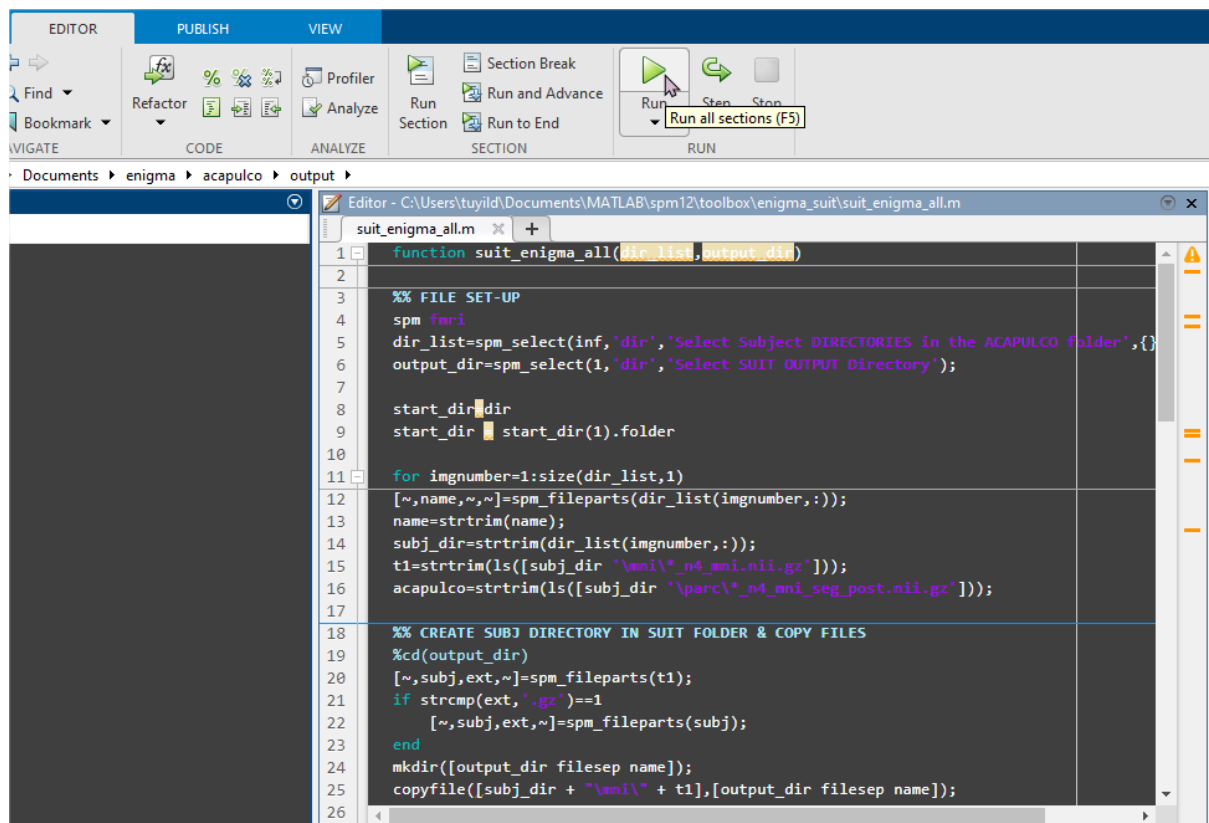 EDITOR PUBLISH VIEW
Find
Bookmark
NAVIGATE
Refactor
CODE
Profiler
Analyze
ANALYZE
Run
Section
Section Break
Run and Advance
Run to End
SECTION
Run Step Stop
Run all sections (F5)
RUN
Documents enigma acapulco output
Editor - C:\Users\tuyild\Documents\MATLAB\spm12\toolbox\enigma_suit\suit_enigma_all.m
suit_enigma_all.m
1 function suit_enigma_all(dir_list,output_dir)
2
3 %% FILE SET-UP
4 spm fmri
5 dir_list=spm_select(inf,'dir','Select Subject DIRECTORIES in the ACAPULCO folder',{}
6 output_dir=spm_select(1,'dir','Select SUIT OUTPUT Directory');
7
8 start_dir=dir
9 start_dir = start_dir(1).folder
10
11 for imgnumber=1:size(dir_list,1)
12 [~,name,~,~]=spm_fileparts(dir_list(imgnumber,:));
13 name=strtrim(name);
14 subj_dir=strtrim(dir_list(imgnumber,:));
15 t1=strtrim(ls([subj_dir '\mni\*_n4_mni.nii.gz']));
16 acapulco=strtrim(ls([subj_dir '\parc\*_n4_mni_seg_post.nii.gz']));
17
18 %% CREATE SUBJ DIRECTORY IN SUIT FOLDER & COPY FILES
19 %cd(output_dir)
20 [~,subj,ext,~]=spm_fileparts(t1);
21 if strcmp(ext,'.gz')==1
22 [~,subj,ext,~]=spm_fileparts(subj);
23 end
24 mkdir([output_dir filesep name]);
25 copyfile([subj_dir + "\mni\" + t1],[output_dir filesep name]);
26